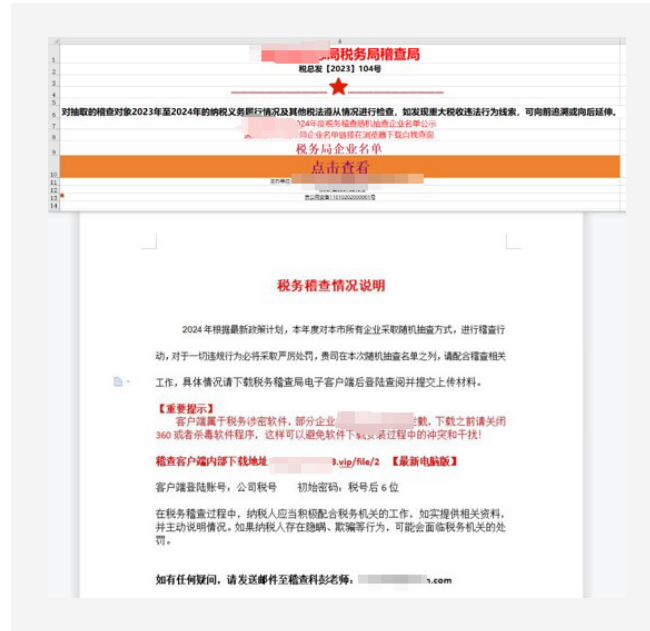 局税务局稽查局
税总发【2023】104号
对抽取的稽查对象2023年至2024年的纳税义务履行情况及其他税法遵从情况进行检查，如发现重大税收违法行为线索，可向前追溯或向后延伸。
2024年度税务稽查随机抽查企业名单公示
局企业名单链接在浏览器下载自我查询
税务局企业名单
点击查看
主办单位:
税务稽查情况说明
2024年根据最新政策计划，本年度对本市所有企业采取随机抽查方式，进行稽查行
动，对于一切违规行为必将采取严厉处罚，贵司在本次随机抽查名单之列，请配合稽查相关
工作，具体情况请下载税务稽查局电子客户端后登陆查阅并提交上传材料。
【重要提示】
客户端属于税务涉密软件，部分企业 拦截，下载之前请关闭
360或者杀毒软件程序，这样可以避免软件下载安装过程中的冲突和干扰!
稽查客户端内部下载地址 3.vip/file/2 【最新电脑版】
客户端登陆账号，公司税号 初始密码，税号后6位
在税务稽查过程中，纳税人应当积极配合税务机关的工作，如实提供相关资料，
并主动说明情况。如果纳税人存在隐瞒、欺骗等行为，可能会面临税务机关的处
罚。
如有任何疑问，请发送邮件至稽查科彭老师， .com